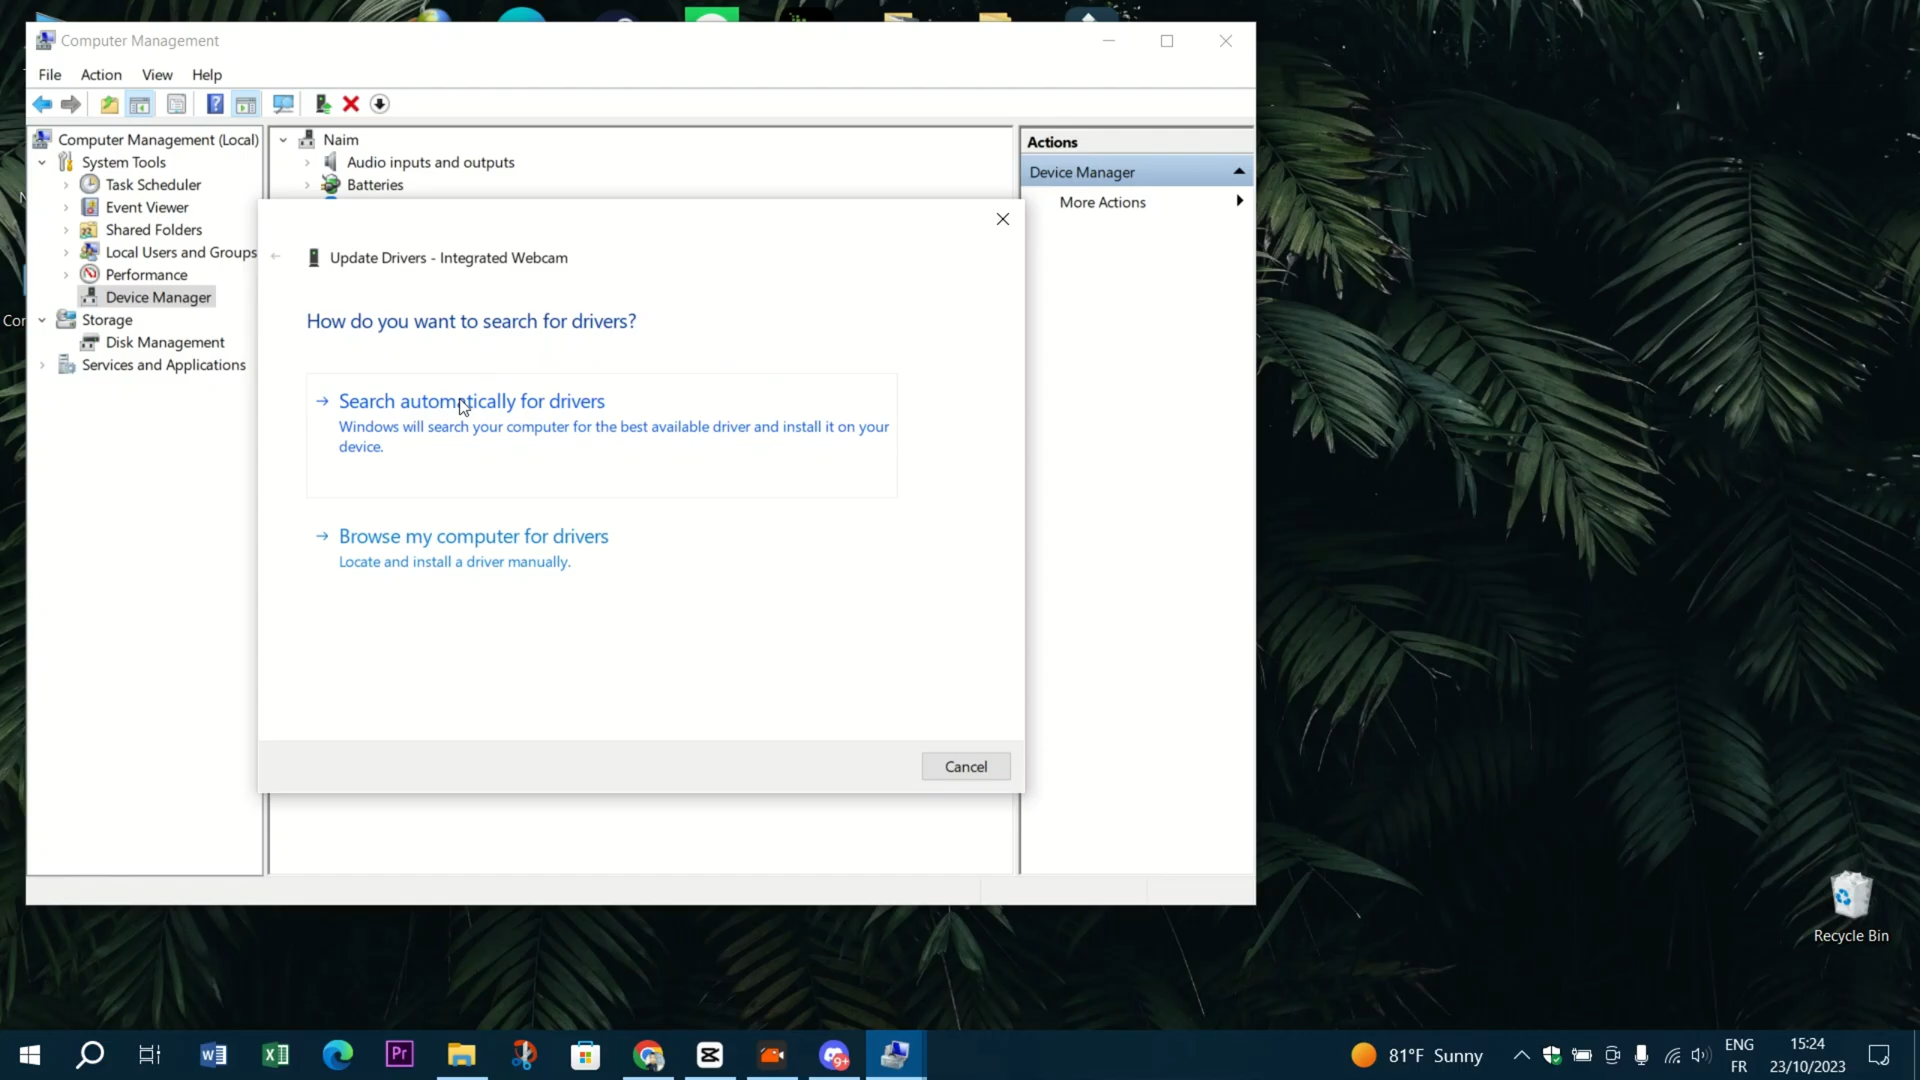 Computer Management
File Action View Help
Computer Management (Local)
System Tools
Task Scheduler
Event Viewer
Shared Folders
Local Users and Groups
Performance
Device Manager
Storage
Disk Management
Services and Applications
Naim
Audio inputs and outputs
Batteries
Actions
Device Manager
More Actions
Update Drivers - Integrated Webcam
How do you want to search for drivers?
Search automatically for drivers
Windows will search your computer for the best available driver and install it on your
device.
Browse my computer for drivers
Locate and install a driver manually.
Cancel
Recycle Bin
Pr
9+
81°F Sunny
ENG
FR
15:24
23/10/2023